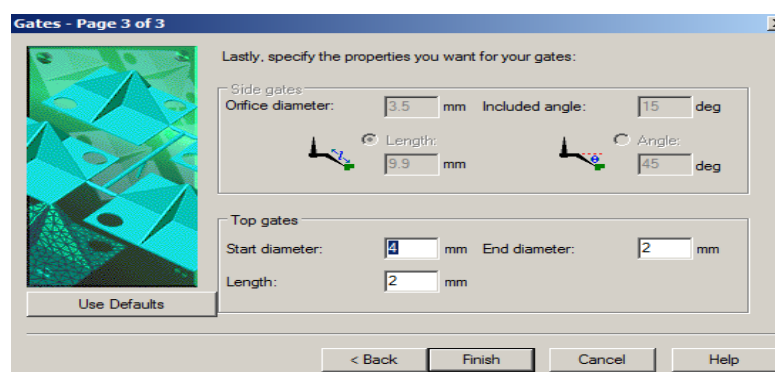 Gates - Page 3 of 3
Lastly, specify the properties you want for your gates:
Side gates
Orifice diameter: 3.5 mm Included angle: 15 deg
Length: Angle:
9.9 mm 45 deg
Top gates
Start diameter: 4 mm End diameter: 2 mm
Length: 2 mm
Use Defaults
< Back Finish Cancel Help